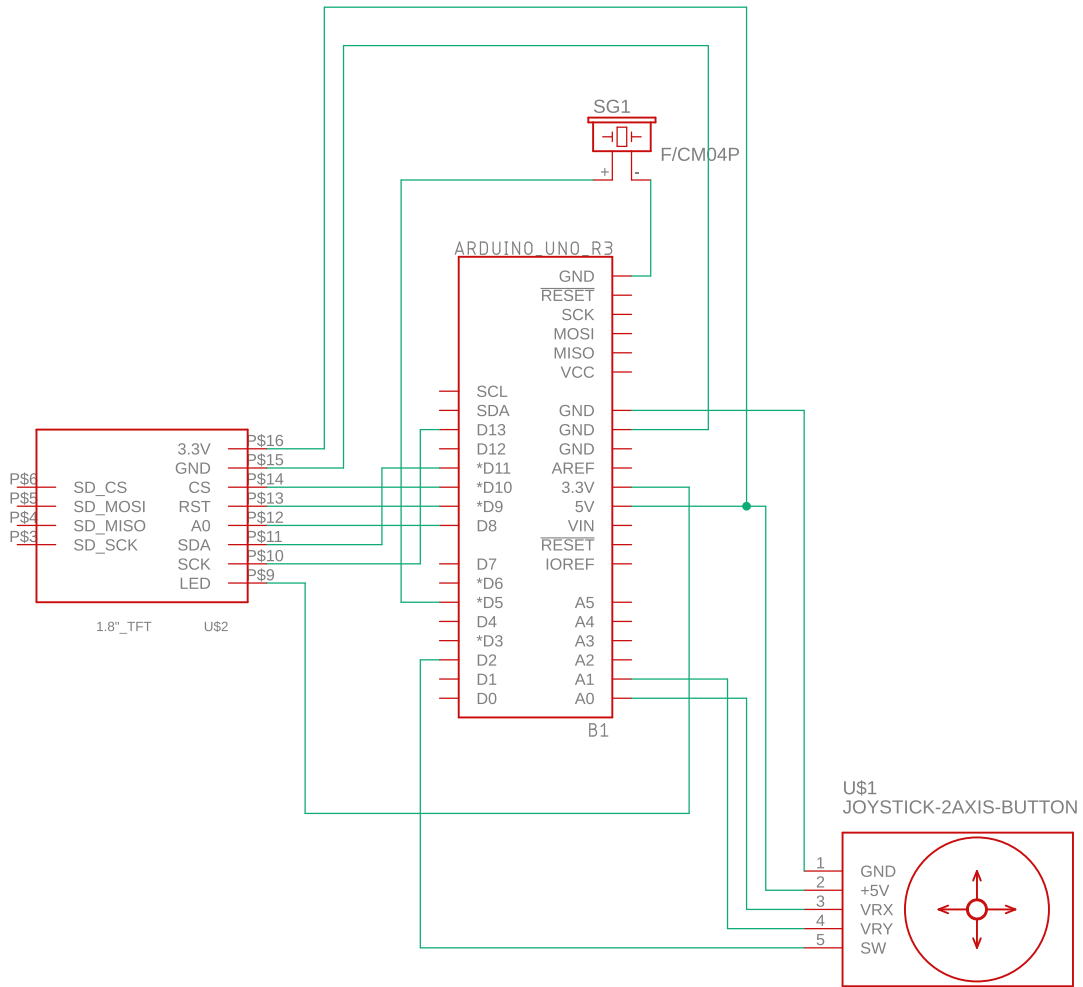 SG1
F/CM04P
+ -
ARDUINO_UNO_R3
GND
RESET
SCK
MOSI
MISO
VCC
SCL
SDA GND
D13 GND
D12 GND
*D11 AREF
*D10 3.3V
*D9 5V
D8 VIN
RESET
D7 IOREF
*D6
*D5 A5
D4 A4
*D3 A3
D2 A2
D1 A1
D0 A0
B1
3.3V P$16
GND P$15
P$6 SD_CS CS P$14
P$5 SD_MOSI RST P$13
P$4 SD_MISO A0 P$12
P$3 SD_SCK SDA P$11
SCK P$10
LED P$9
1.8"_TFT U$2
U$1
JOYSTICK-2AXIS-BUTTON
1 GND
2 +5V
3 VRX
4 VRY
5 SW